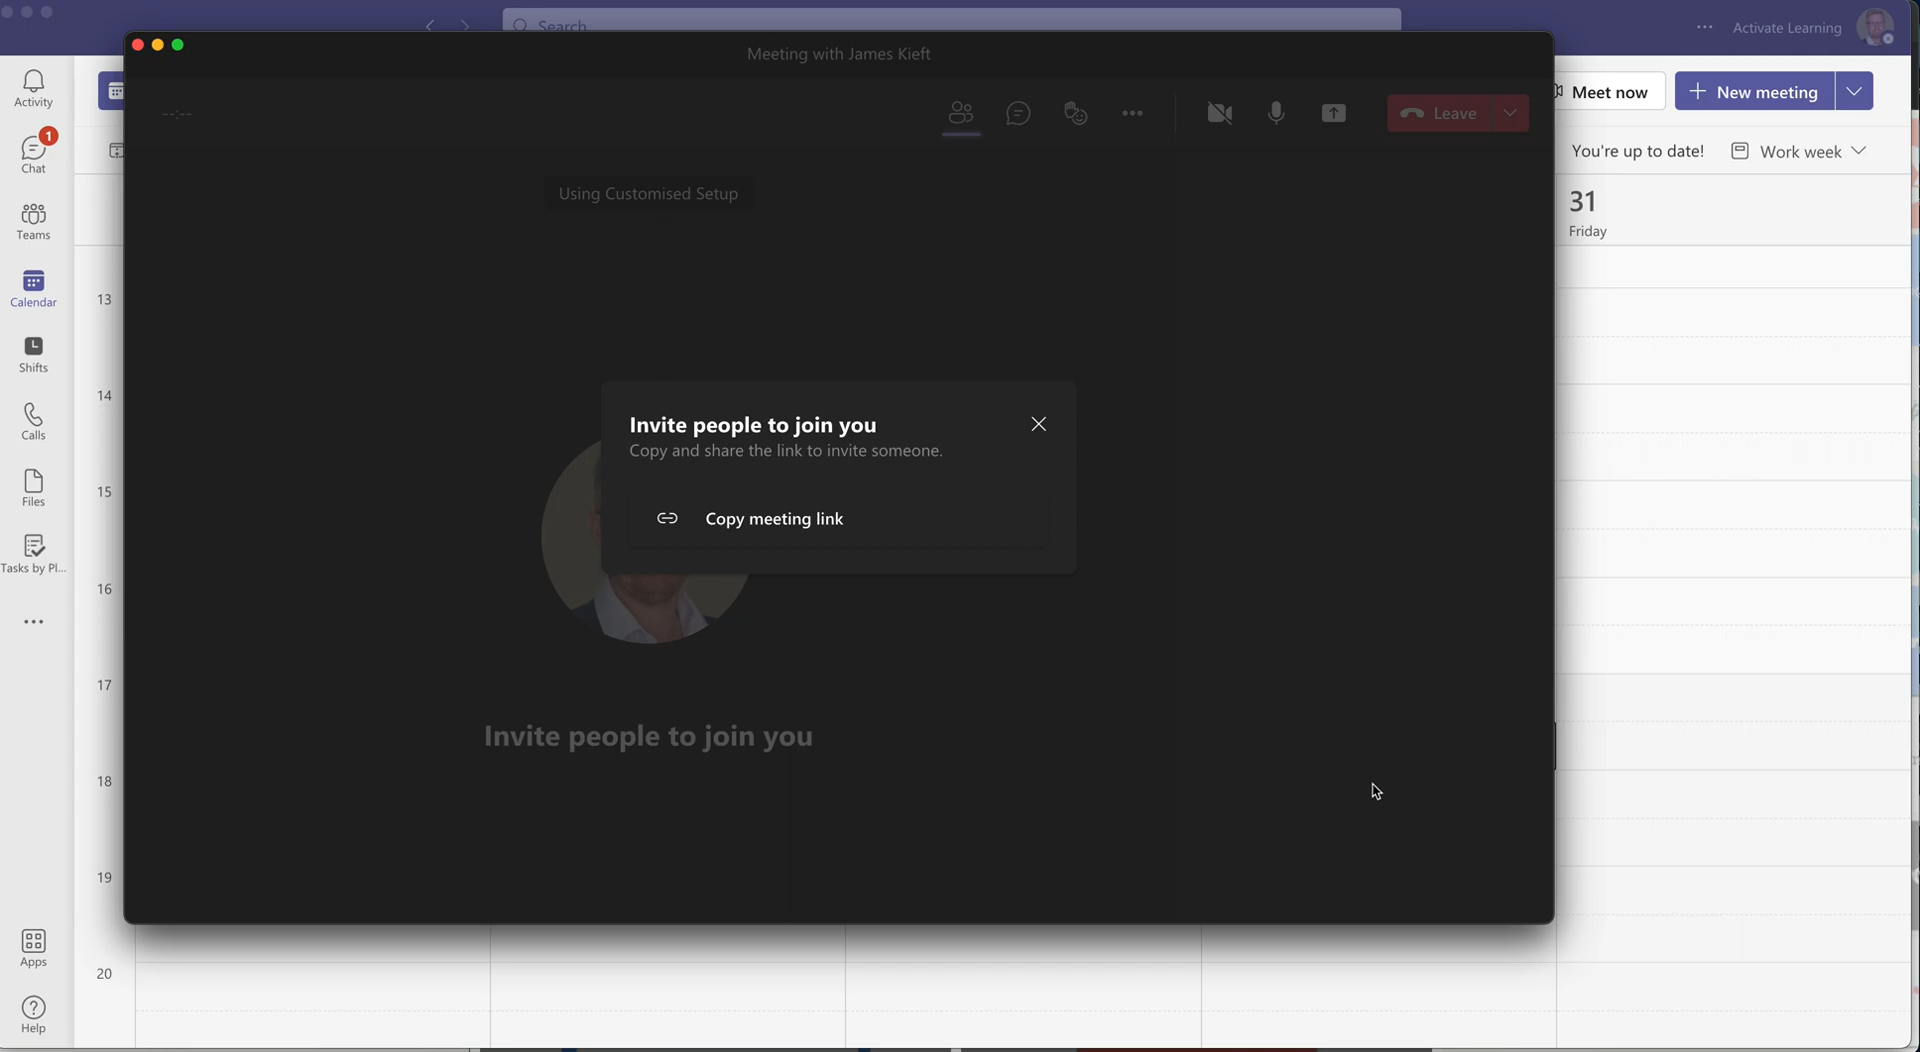 Search
Activate Learning
Meeting with James Kieft
Meet now
New meeting
Activity
--:--
Leave
1
Chat
You're up to date!
Work week
Using Customised Setup
31
Friday
Teams
Calendar
13
Shifts
14
Calls
Invite people to join you
Copy and share the link to invite someone.
Files
15
Copy meeting link
Tasks by Pl...
16
17
Invite people to join you
18
19
Apps
20
Help